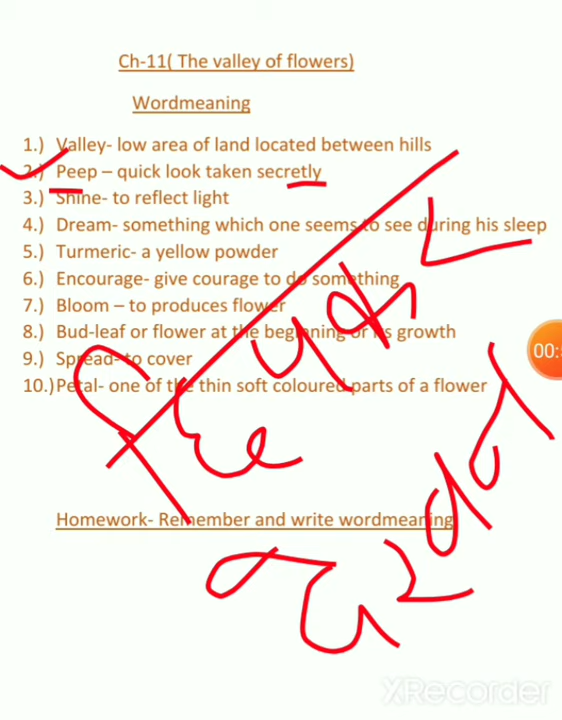 Ch-11( The valley of flowers)
Wordmeaning
1.) Valley- low area of land located between hills
2.) Peep – quick look taken secretly
3.) Shine- to reflect light
4.) Dream- something which one seems to see during his sleep
5.) Turmeric- a yellow powder
6.) Encourage- give courage to do something
7.) Bloom – to produces flower
8.) Bud-leaf or flower at the beginning of its growth
9.) Spread- to cover
10.) Petal- one of the thin soft coloured parts of a flower
00:
Homework- Remember and write wordmeaning
XRecorder